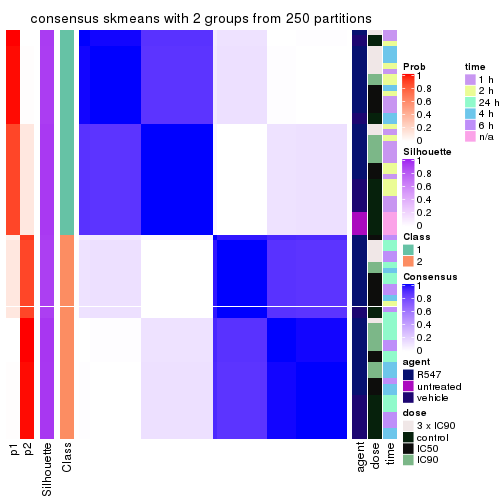 consensus skmeans with 2 groups from 250 partitions
Prob
1
0.8
0.6
0.4
0.2
0
time
1 h
2 h
24 h
4 h
6 h
n/a
Silhouette
1
0.8
0.6
0.4
0.2
0
Class
1
2
Consensus
1
0.8
0.6
0.4
0.2
0
agent
R547
untreated
vehicle
dose
3 x IC90
control
IC50
IC90
p1
p2
Silhouette
Class
agent
dose
time